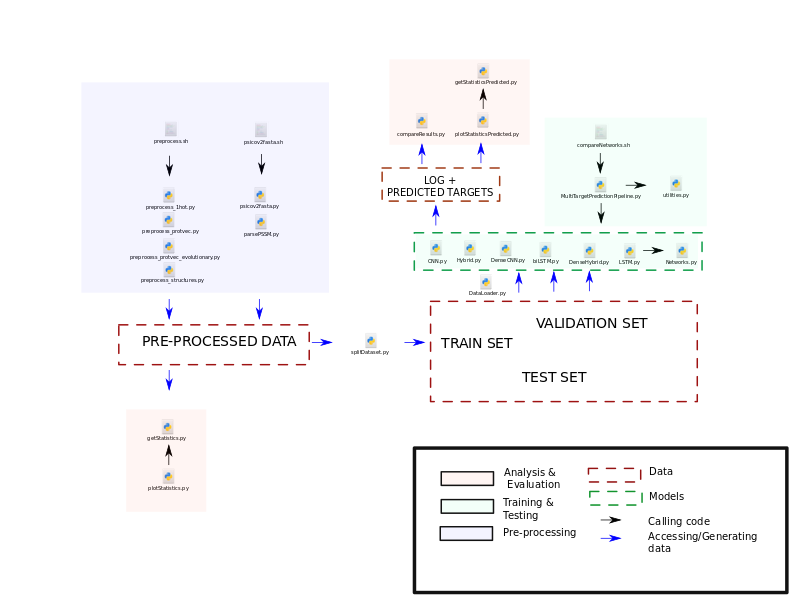 getStatisticsPredicted.py
compareResults.py
plotStatisticsPredicted.py
preprocess.sh
psicov2fasta.sh
compareNetworks.sh
LOG +
PREDICTED TARGETS
MultiTargetPredictionPipeline.py
utilities.py
preprocess_1hot.py
psicov2fasta.py
preprocess_protvec.py
parsePSSM.py
preprocess_protvec_evolutionary.py
preprocess_structures.py
CNN.py
Hybrid.py
DenseCNN.py
biLSTM.py
DenseHybrid.py
LSTM.py
Networks.py
DataLoader.py
PRE-PROCESSED DATA
splitDataset.py
VALIDATION SET
TRAIN SET
TEST SET
getStatistics.py
plotStatistics.py
Analysis &
Evaluation
Data
Training &
Testing
Models
Pre-processing
Calling code
Accessing/Generating
data